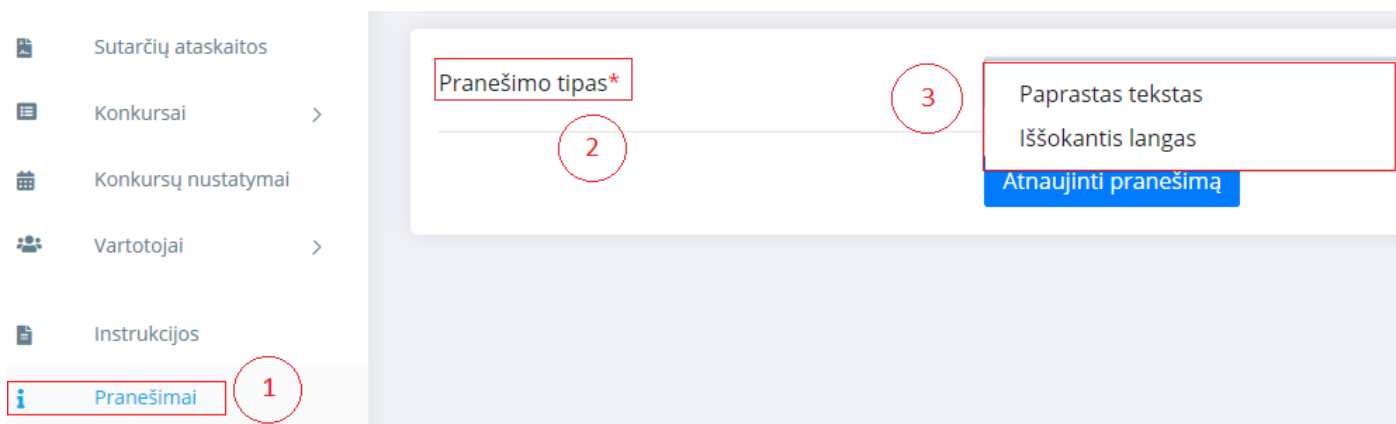 Sutarčių ataskaitos
Konkursai
Konkursų nustatymai
Vartotojai
Instrukcijos
Pranešimai
1
Pranešimo tipas*
2
3
Paprastas tekstas
Iššokantis langas
Atnaujinti pranešimą